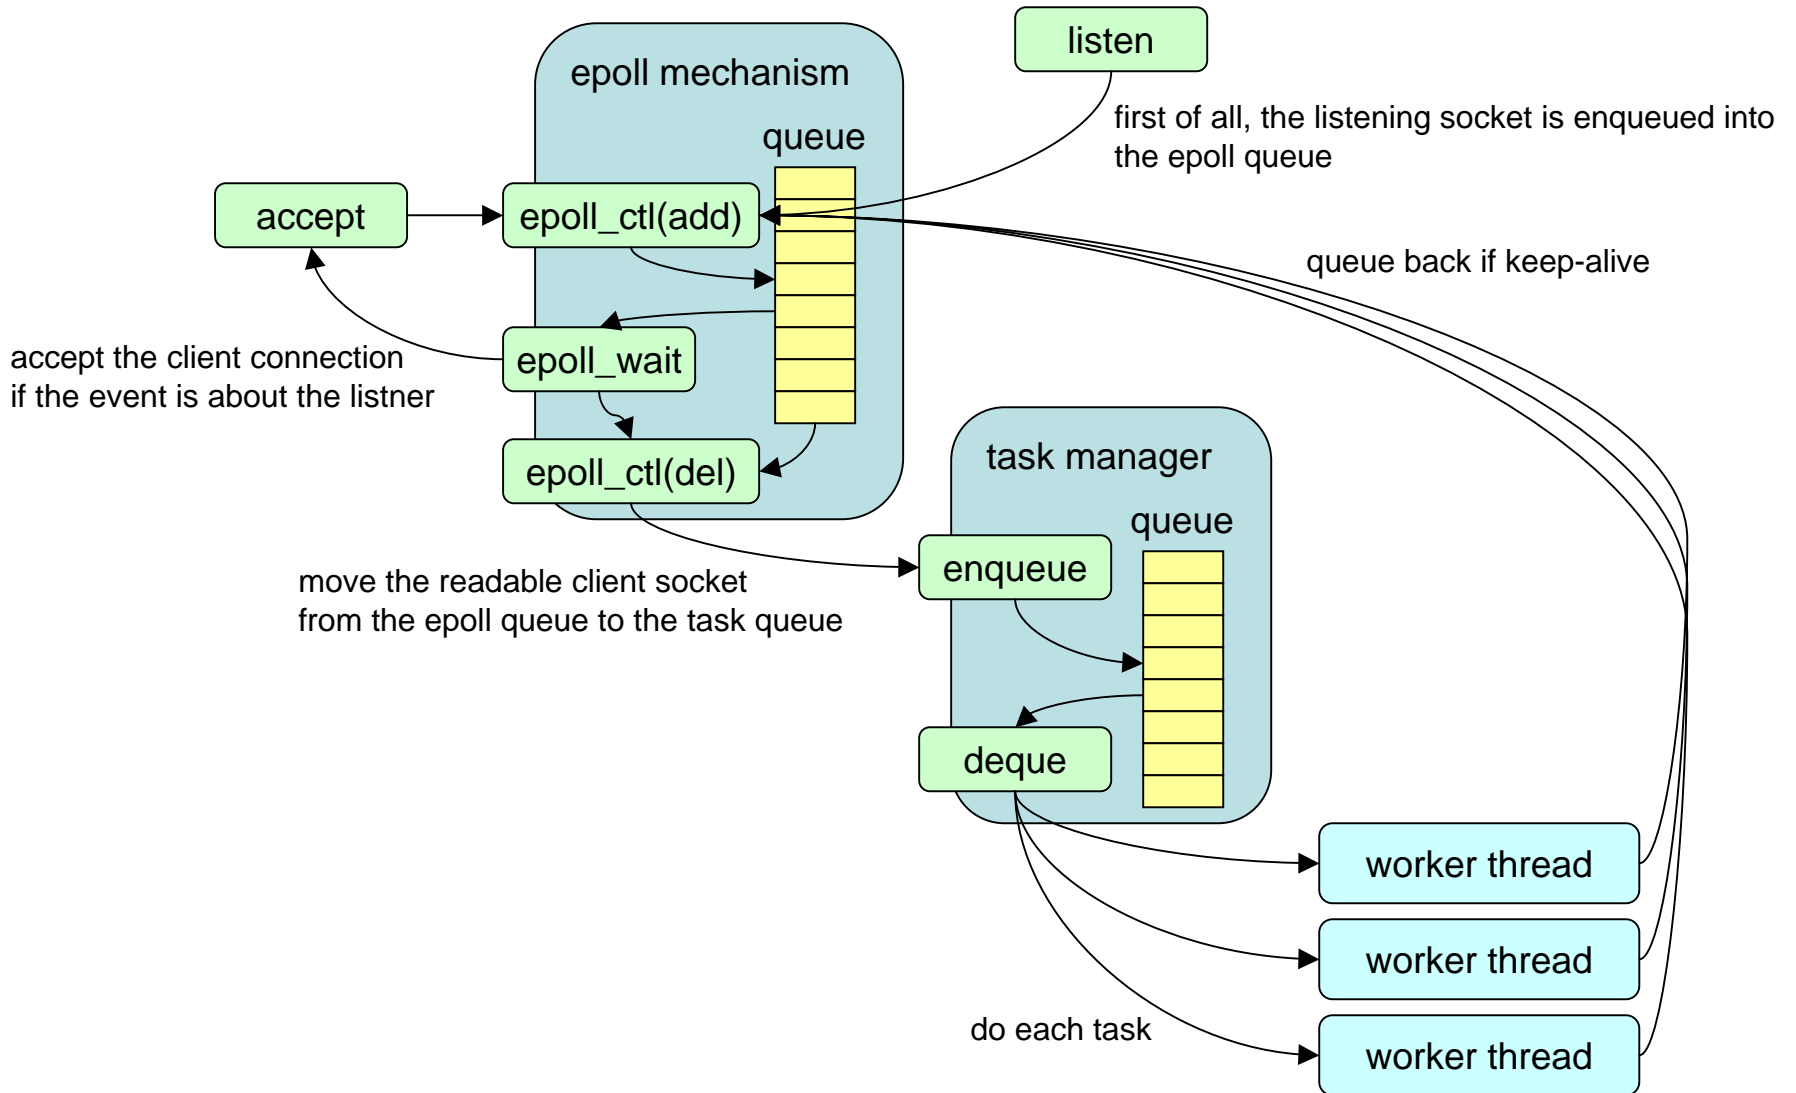 listen
epoll mechanism
first of all, the listening socket is enqueued into
the epoll queue
queue
accept
epoll_ctl(add)
queue back if keep-alive
epoll_wait
accept the client connection
if the event is about the listner
epoll_ctl(del)
task manager
queue
enqueue
move the readable client socket
from the epoll queue to the task queue
deque
worker thread
worker thread
do each task
worker thread